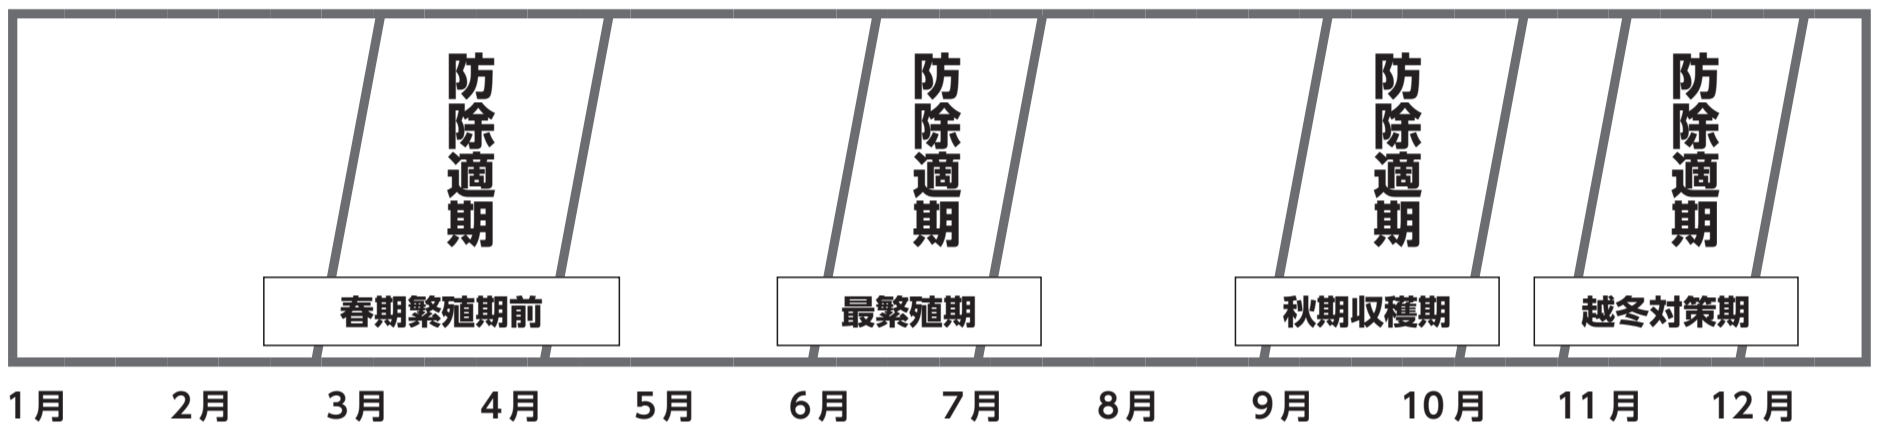 防除適期
防除適期
防除適期
防除適期
春期繁殖期前
最繁殖期
秋期収穫期
越冬対策期
1月
2月
3月
4月
5月
6月
7月
8月
9月
10月
11月
12月